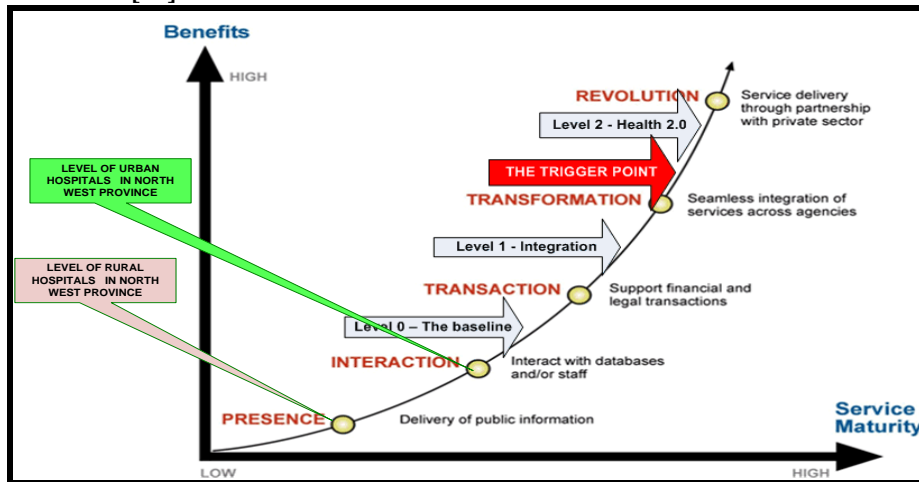 Benefits
HIGH
REVOLUTION
Service delivery
through partnership
with private sector
Level 2 - Health 2.0
LEVEL OF URBAN
HOSPITALS IN NORTH
WEST PROVINCE
THE TRIGGER POINT
TRANSFORMATION
Seamless integration of
services across agencies
Level 1 - Integration
LEVEL OF RURAL
HOSPITALS IN NORTH
WEST PROVINCE
TRANSACTION
Support financial and
legal transactions
Level 0 – The baseline
INTERACTION
Interact with databases
and/or staff
PRESENCE
Delivery of public information
Service
Maturity
LOW
HIGH